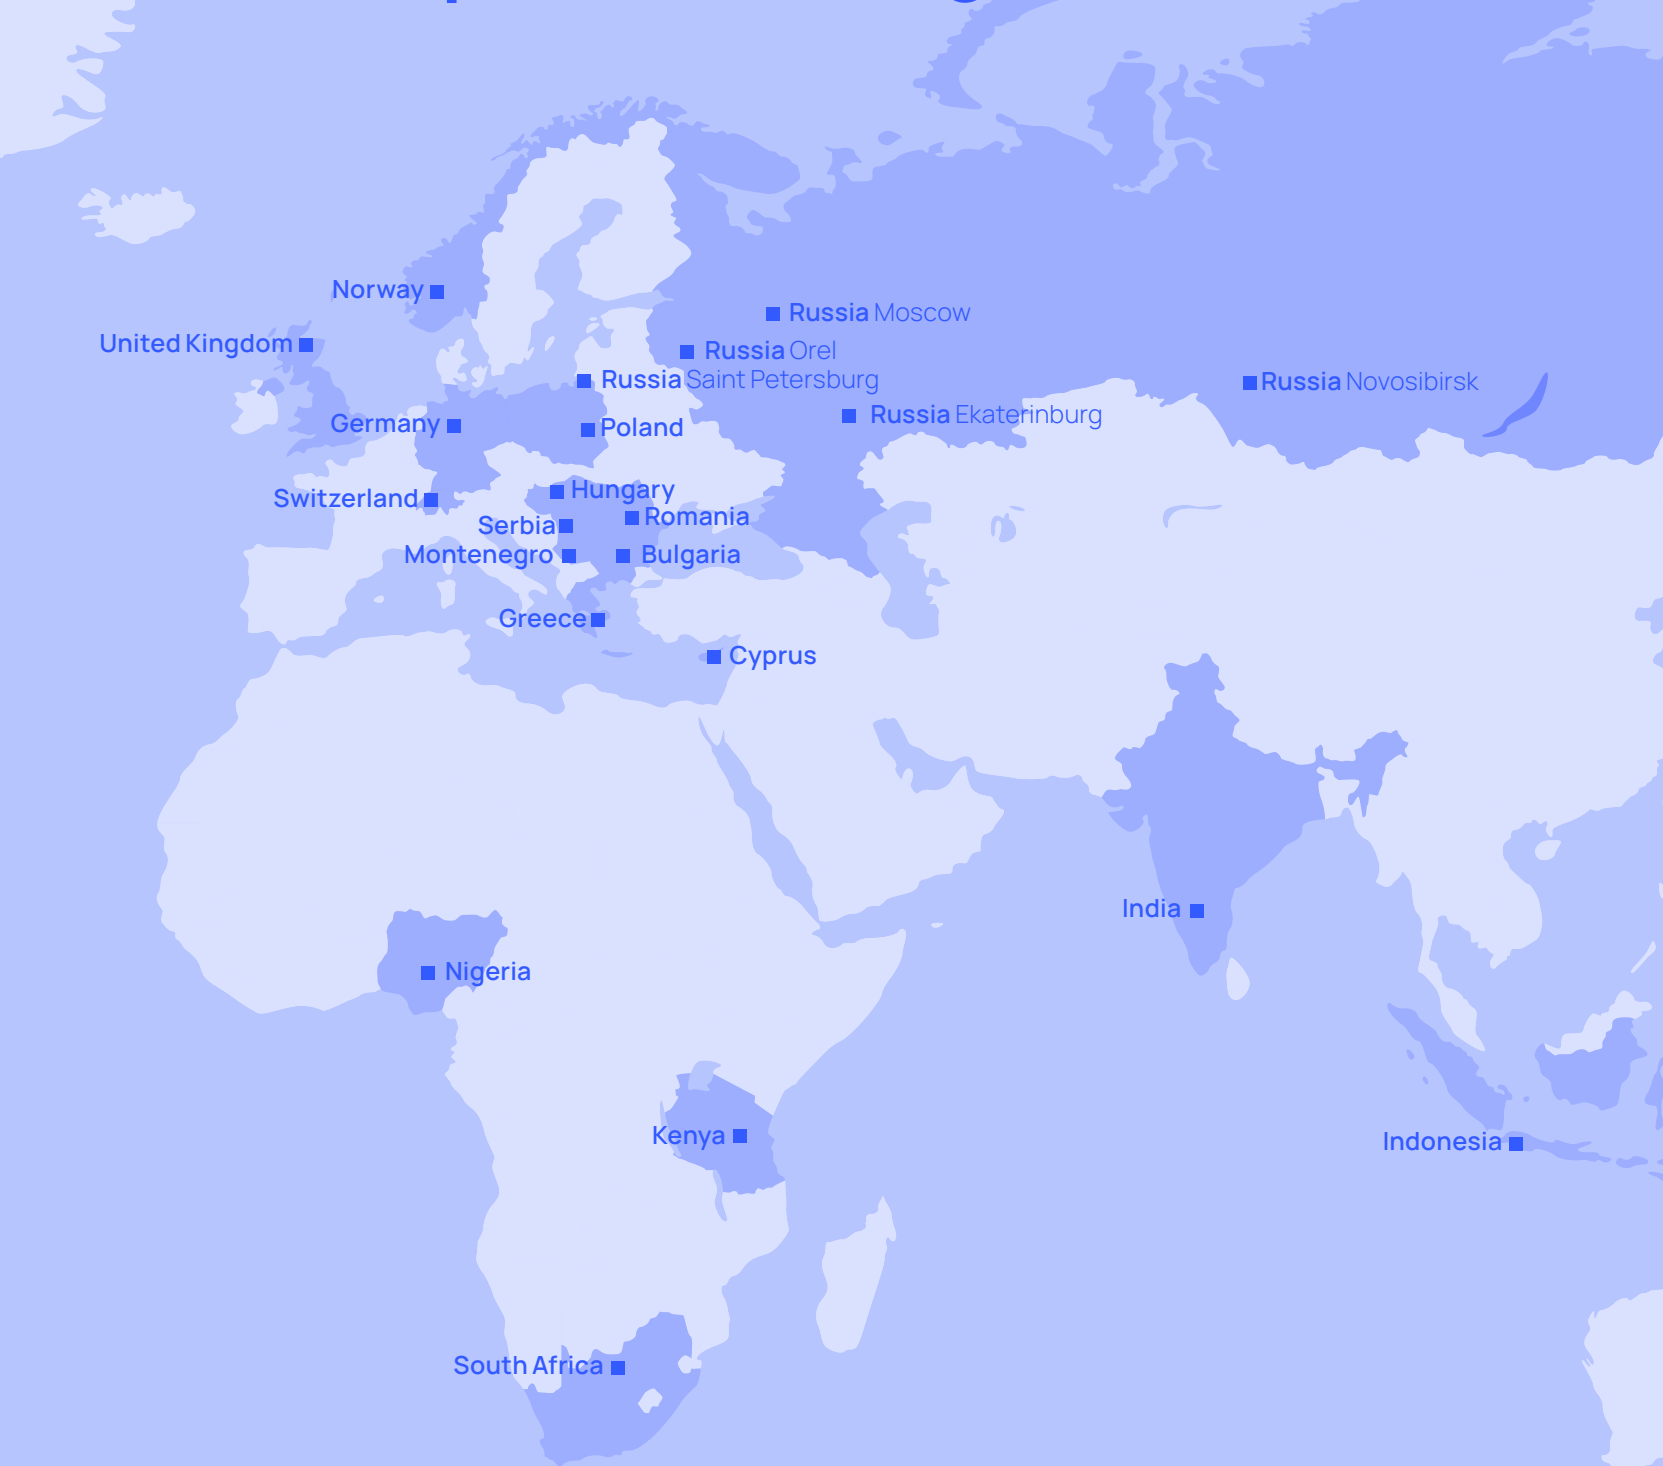 Norway
Russia Moscow
United Kingdom
Russia Orel
Russia Saint Petersburg
Russia Novosibirsk
Russia Ekaterinburg
Germany
Poland
Switzerland
Hungary
Serbia
Romania
Montenegro
Bulgaria
Greece
Cyprus
India
Nigeria
Kenya
Indonesia
South Africa